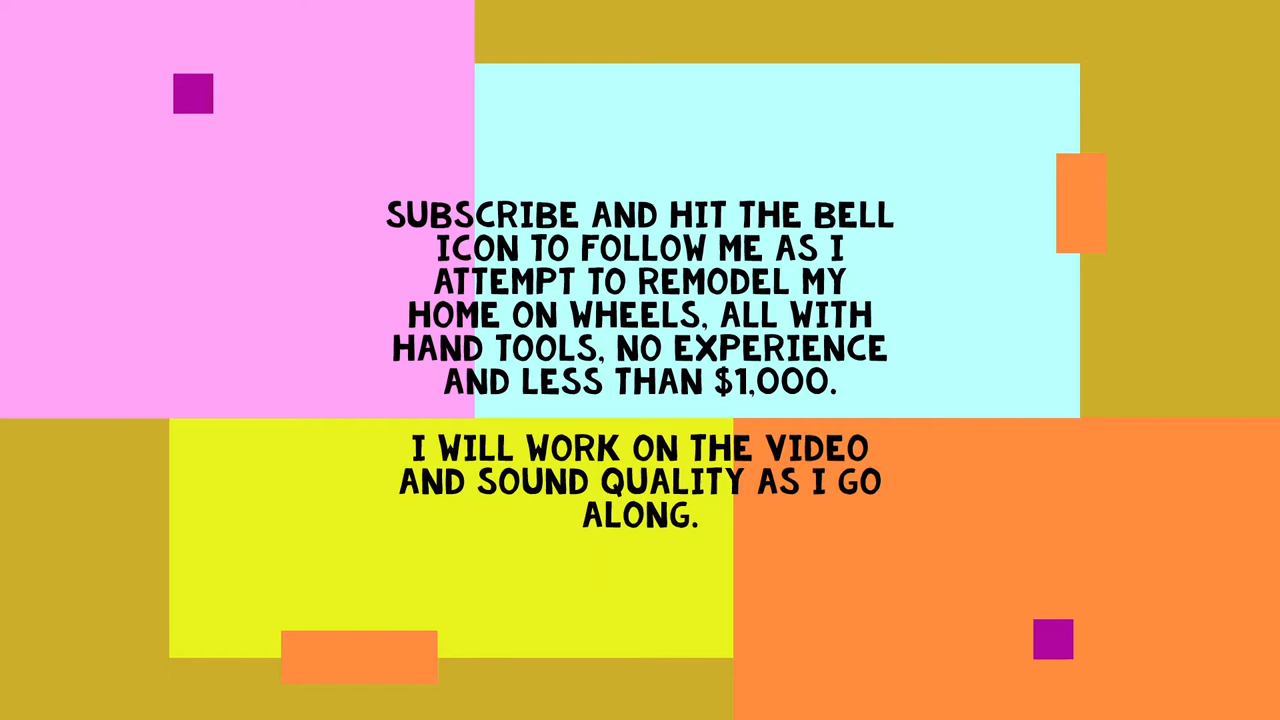 SUBSCRIBE AND HIT THE BELL
ICON TO FOLLOW ME AS I
ATTEMPT TO REMODEL MY
HOME ON WHEELS, ALL WITH
HAND TOOLS, NO EXPERIENCE
AND LESS THAN $1,000.
I WILL WORK ON THE VIDEO
AND SOUND QUALITY AS I GO
ALONG.